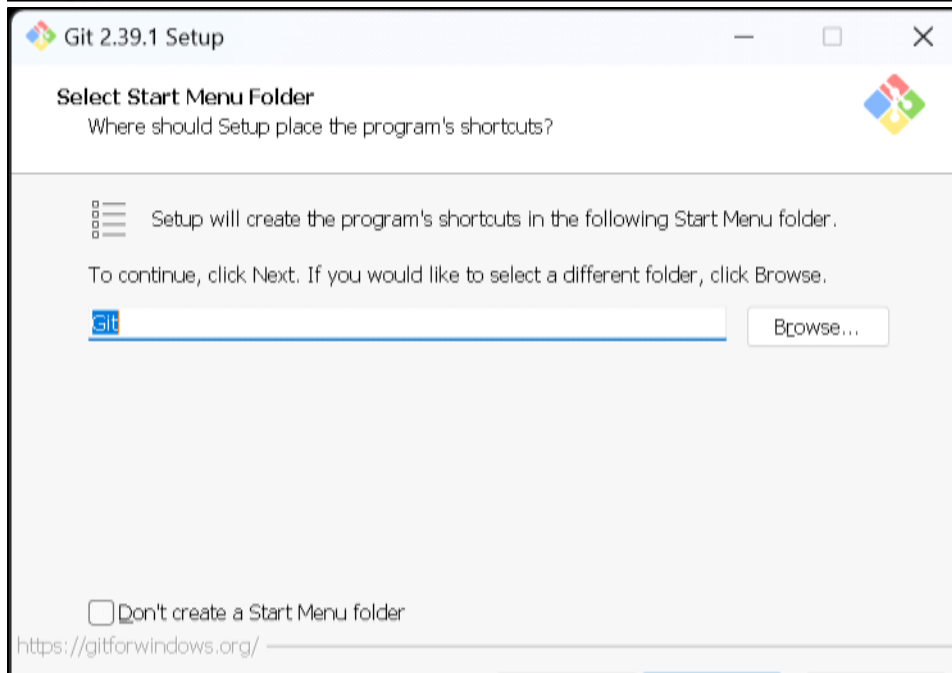 Git 2.39.1 Setup
Select Start Menu Folder
Where should Setup place the program's shortcuts?
Setup will create the program's shortcuts in the following Start Menu folder.
To continue, click Next. If you would like to select a different folder, click Browse.
Git
Browse...
Don't create a Start Menu folder
https://gitforwindows.org/